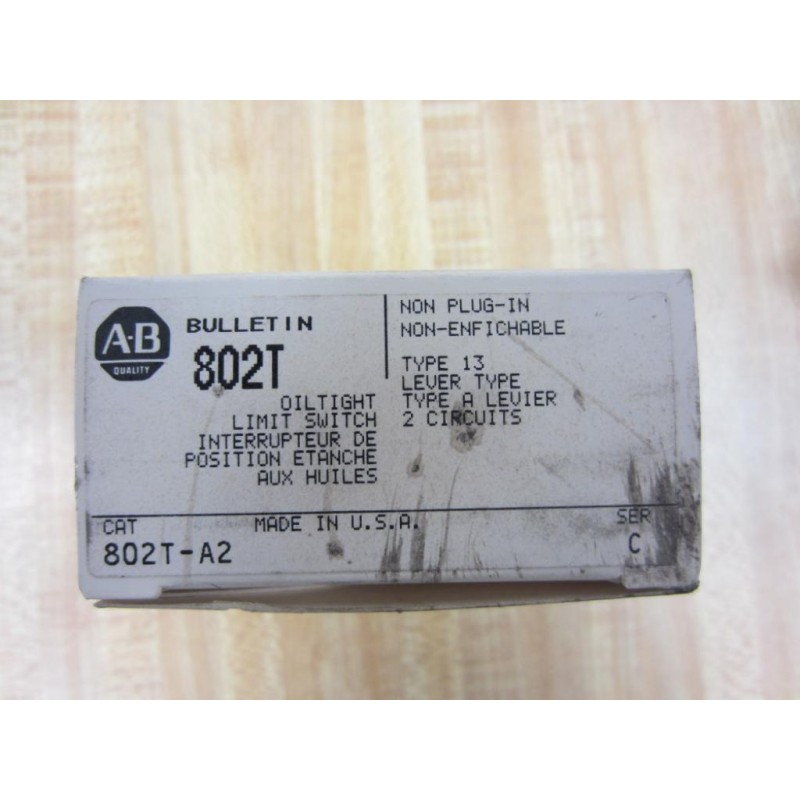 A-B
QUALITY
BULLETIN
802T
OILTIGHT
LIMIT SWITCH
INTERRUPTEUR DE
POSITION ETANCHE
AUX HUILES
NON PLUG-IN
NON-ENFICHABLE
TYPE 13
LEVER TYPE
TYPE A LEVIER
2 CIRCUITS
CAT
MADE IN U.S.A.
SER
802T-A2
C